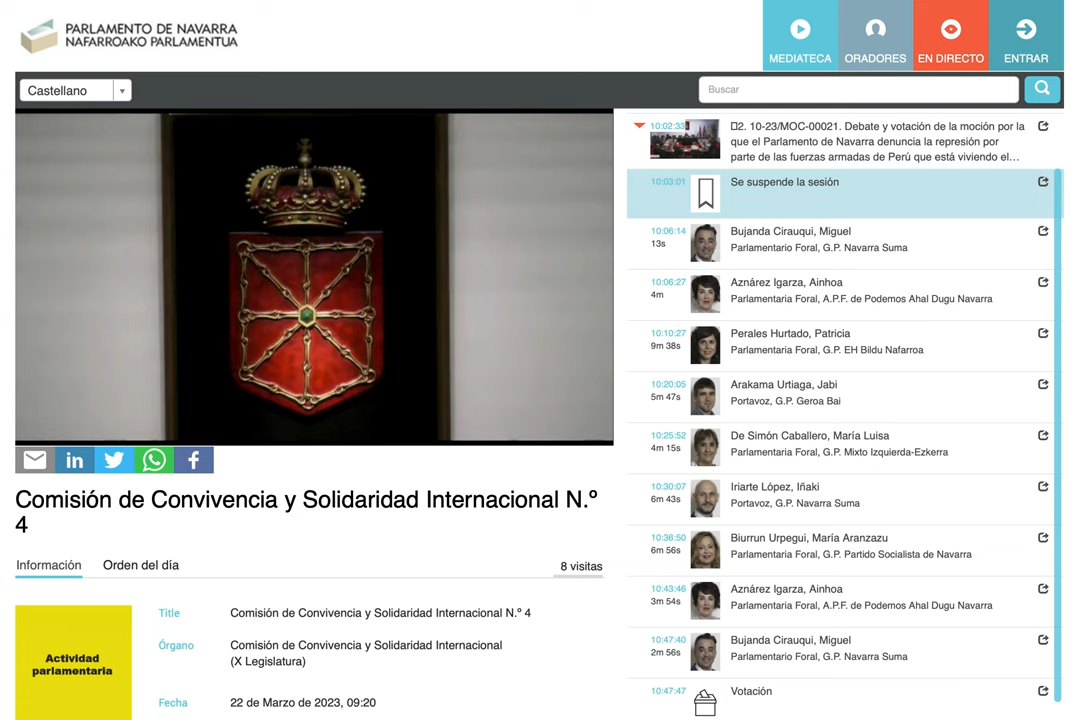 PARLAMENTO DE NAVARRA
NAFARROAKO PARLAMENTUA
MEDIATECA
ORADORES
EN DIRECTO
ENTRAR
Castellano
Buscar
10:02:33
2. 10-23/MOC-00021. Debate y votación de la moción por la
que el Parlamento de Navarra denuncia la represión por
parte de las fuerzas armadas de Perú que está viviendo el...
10:03:01
Se suspende la sesión
10:06:14
13s
Bujanda Cirauqui, Miguel
Parlamentario Foral, G.P. Navarra Suma
10:06:27
4m
Aznárez Igarza, Ainhoa
Parlamentaria Foral, A.P.F. de Podemos Ahal Dugu Navarra
10:10:27
9m 38s
Perales Hurtado, Patricia
Parlamentaria Foral, G.P. EH Bildu Nafarroa
10:20:05
5m 47s
Arakama Urtiaga, Jabi
Portavoz, G.P. Geroa Bai
10:25:52
4m 15s
De Simón Caballero, María Luisa
Parlamentaria Foral, G.P. Mixto Izquierda-Ezkerra
10:30:07
6m 43s
Iriarte López, Iñaki
Portavoz, G.P. Navarra Suma
10:36:50
6m 56s
Biurrun Urpegui, María Aranzazu
Parlamentaria Foral, G.P. Partido Socialista de Navarra
10:43:46
3m 54s
Aznárez Igarza, Ainhoa
Parlamentaria Foral, A.P.F. de Podemos Ahal Dugu Navarra
10:47:40
2m 56s
Bujanda Cirauqui, Miguel
Parlamentario Foral, G.P. Navarra Suma
10:47:47
Votación
in
f
Comisión de Convivencia y Solidaridad Internacional N.º
4
Información
Orden del día
8 visitas
Actividad
parlamentaria
Title
Comisión de Convivencia y Solidaridad Internacional N.º 4
Órgano
Comisión de Convivencia y Solidaridad Internacional
(X Legislatura)
Fecha
22 de Marzo de 2023, 09:20